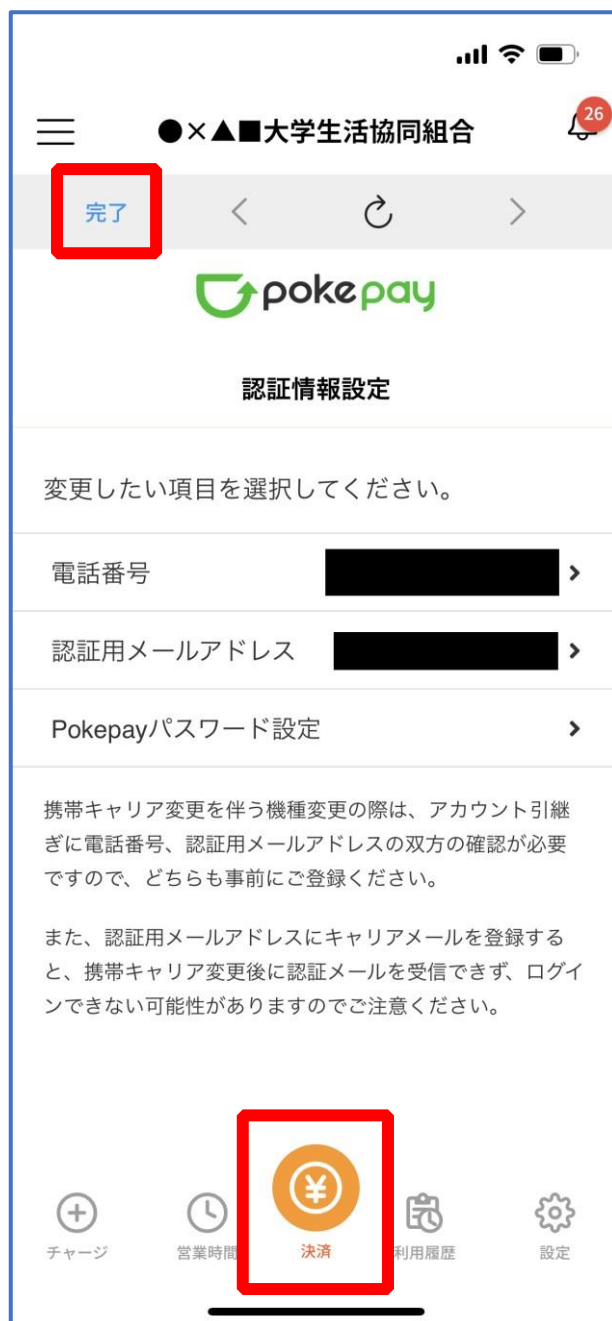 ●×▲■大学生活協同組合
26
完了
pokepay
認証情報設定
変更したい項目を選択してください。
電話番号
認証用メールアドレス
Pokepayパスワード設定
携帯キャリア変更を伴う機種変更の際は、アカウント引継
ぎに電話番号、認証用メールアドレスの双方の確認が必要
ですので、どちらも事前にご登録ください。
また、認証用メールアドレスにキャリアメールを登録する
と、携帯キャリア変更後に認証メールを受信できず、ログイ
ンできない可能性がありますのでご注意ください。
チャージ
営業時間
決済
利用履歴
設定